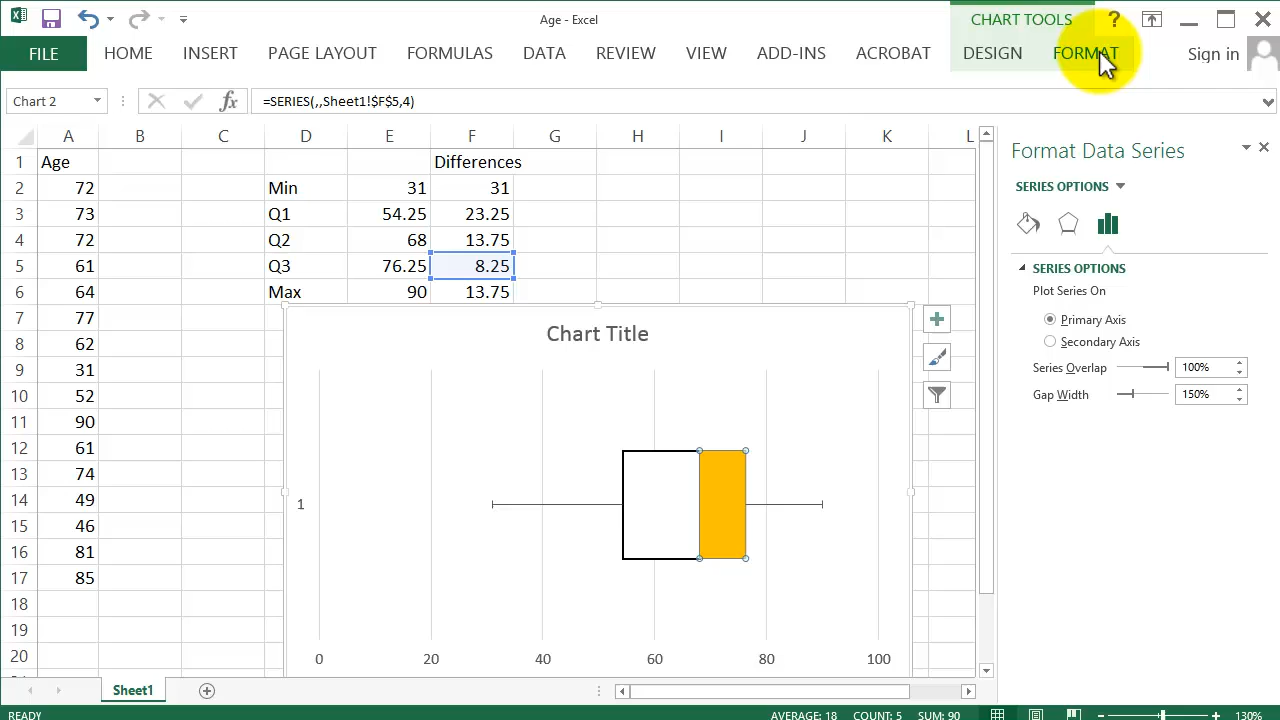 Age - Excel
CHART TOOLS
?
FILE HOME INSERT PAGE LAYOUT FORMULAS DATA REVIEW VIEW ADD-INS ACROBAT DESIGN FORMAT Sign in
Chart 2 fx =SERIES(,,Sheet1!$F$5,4)
A B C D E F G H I J K L
1 Age Differences
2 72 Min 31 31
3 73 Q1 54.25 23.25
4 72 Q2 68 13.75
5 61 Q3 76.25 8.25
6 64 Max 90 13.75
7 77
8 62
9 31
10 52
11 90
12 61
13 74
14 49
15 46
16 81
17 85
18
19
20
Chart Title
1
0 20 40 60 80 100
Format Data Series
SERIES OPTIONS
SERIES OPTIONS
Plot Series On
Primary Axis
Secondary Axis
Series Overlap 100%
Gap Width 150%
Sheet1
READY AVERAGE: 18 COUNT: 5 SUM: 90 130%